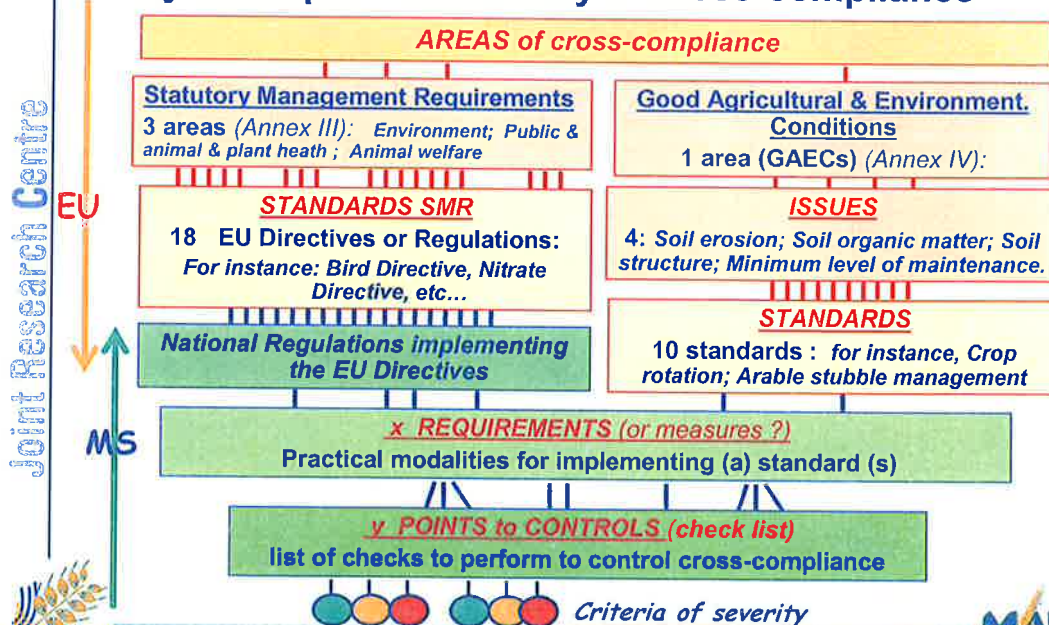 AREAS of cross-compliance
Statutory Management Requirements
3 areas (Annex III): Environment; Public &
animal & plant heath ; Animal welfare
Good Agricultural & Environment.
Conditions
1 area (GAECs) (Annex IV):
STANDARDS SMR
18 EU Directives or Regulations:
For instance: Bird Directive, Nitrate
Directive, etc...
ISSUES
4: Soil erosion; Soil organic matter; Soil
structure; Minimum level of maintenance.
National Regulations implementing
the EU Directives
STANDARDS
10 standards : for instance, Crop
rotation; Arable stubble management
x REQUIREMENTS (or measures ?)
Practical modalities for implementing (a) standard (s)
y POINTS to CONTROLS (check list)
list of checks to perform to control cross-compliance
Criteria of severity
Joint Research Centre
EU
MS